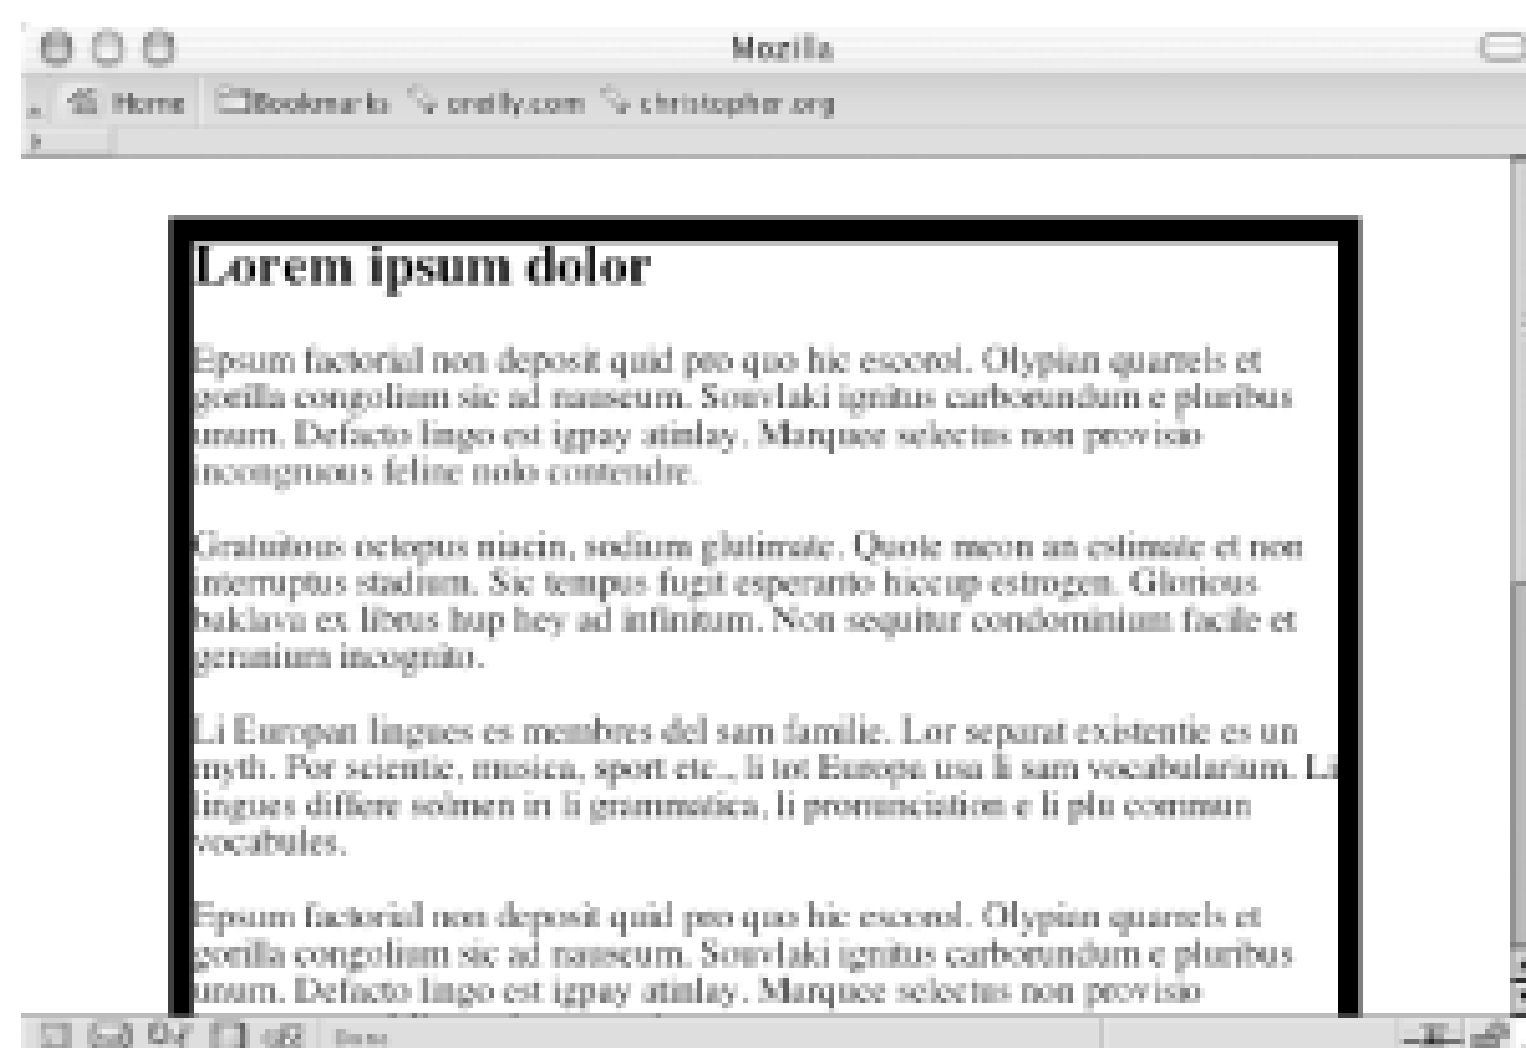 Mozilla
Home Bookmarks oreilly.com christopher.org
Lorem ipsum dolor
Epsum factorial non deposit quid pro quo hic escorol. Olypian quarrels et
gorilla congolium sic ad nauseum. Souvlaki ignitus carborundum e pluribus
unum. Defacto lingo est igpay atinlay. Marquee selectus non provisio
incongruous feline nolo contendre.
Gratuitous octopus niacin, sodium glutimate. Quote meon an estimate et non
interruptus stadium. Sic tempus fugit esperanto hiccup estrogen. Glorious
baklava ex librus hup hey ad infinitum. Non sequitur condominium facile et
geranium incognito.
Li Europan lingues es membres del sam familie. Lor separat existentie es un
myth. Por scientie, musica, sport etc., li tot Europa usa li sam vocabularium. Li
lingues differe solmen in li grammatica, li pronunciation e li plu commun
vocabules.
Epsum factorial non deposit quid pro quo hic escorol. Olypian quarrels et
gorilla congolium sic ad nauseum. Souvlaki ignitus carborundum e pluribus
unum. Defacto lingo est igpay atinlay. Marquee selectus non provisio
Done